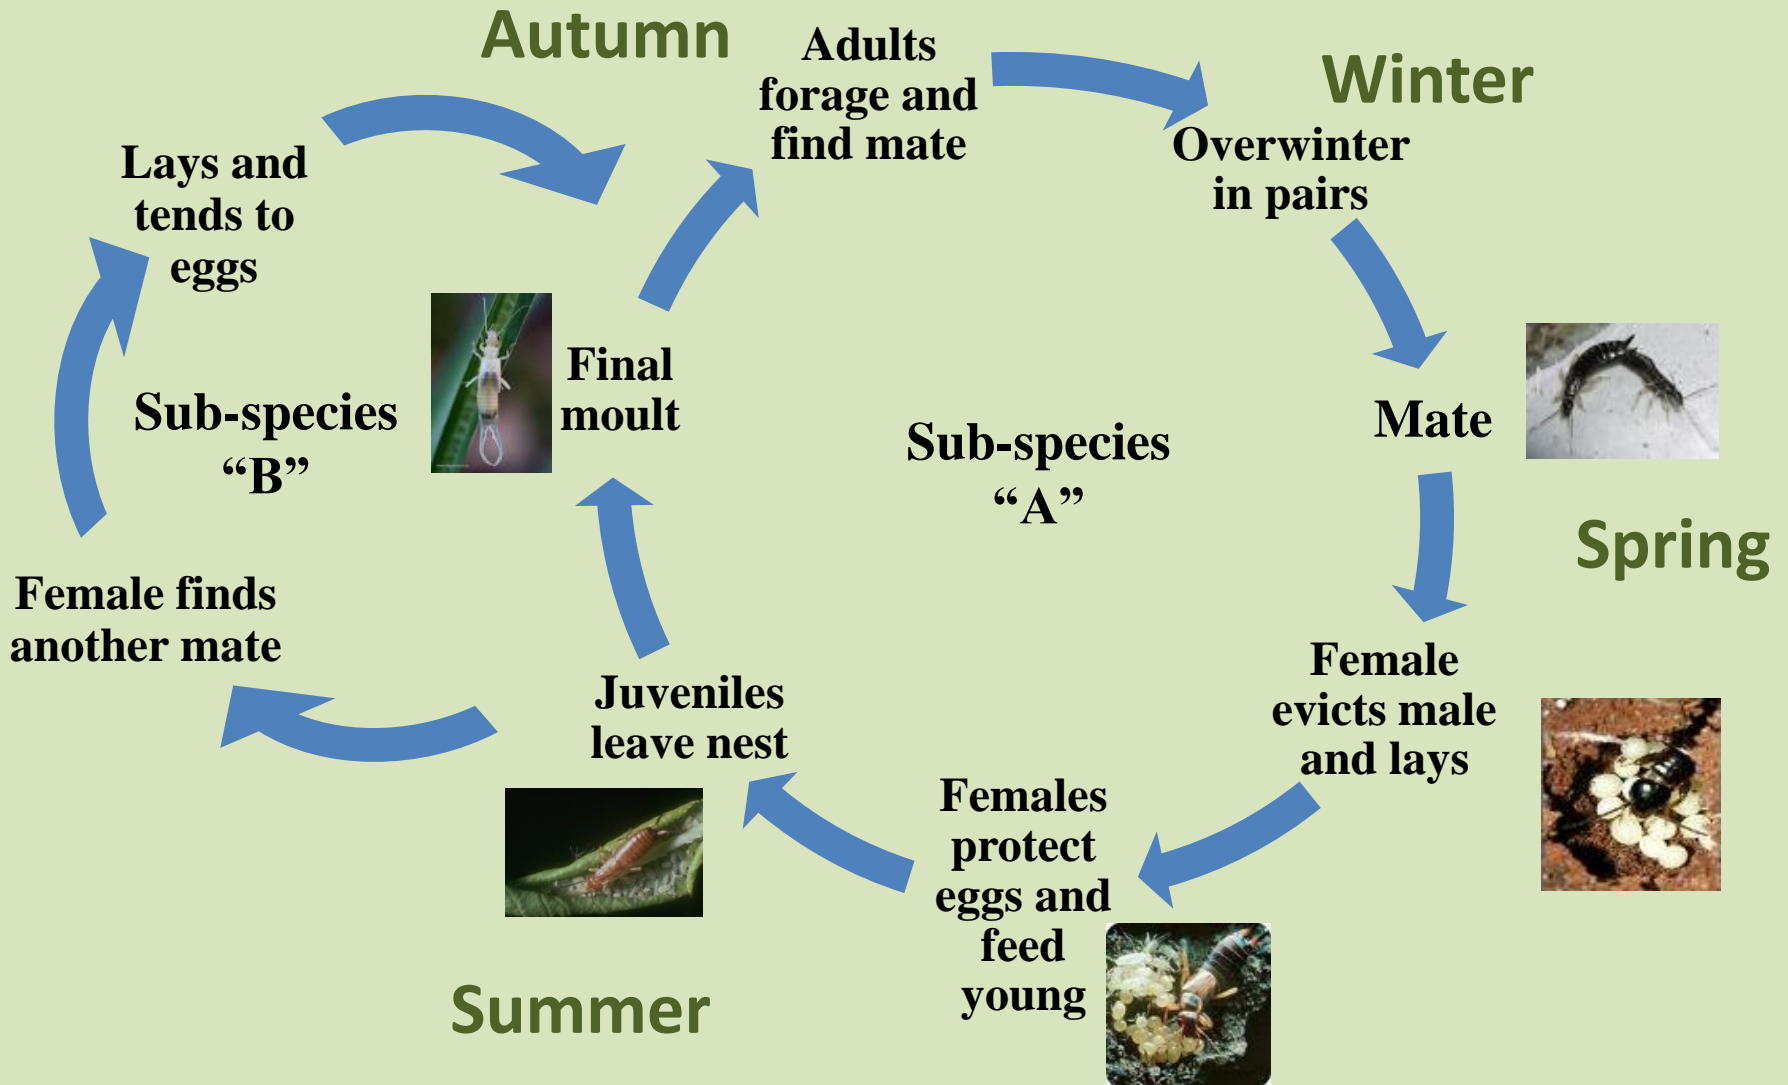 Autumn
Adults
forage and
find mate
Winter
Overwinter
in pairs
Mate
Spring
Female
evicts male
and lays
Females
protect
eggs and
feed
young
Summer
Juveniles
leave nest
Final
moult
Sub-species
“A”
Female finds
another mate
Lays and
tends to
eggs
Sub-species
“B”